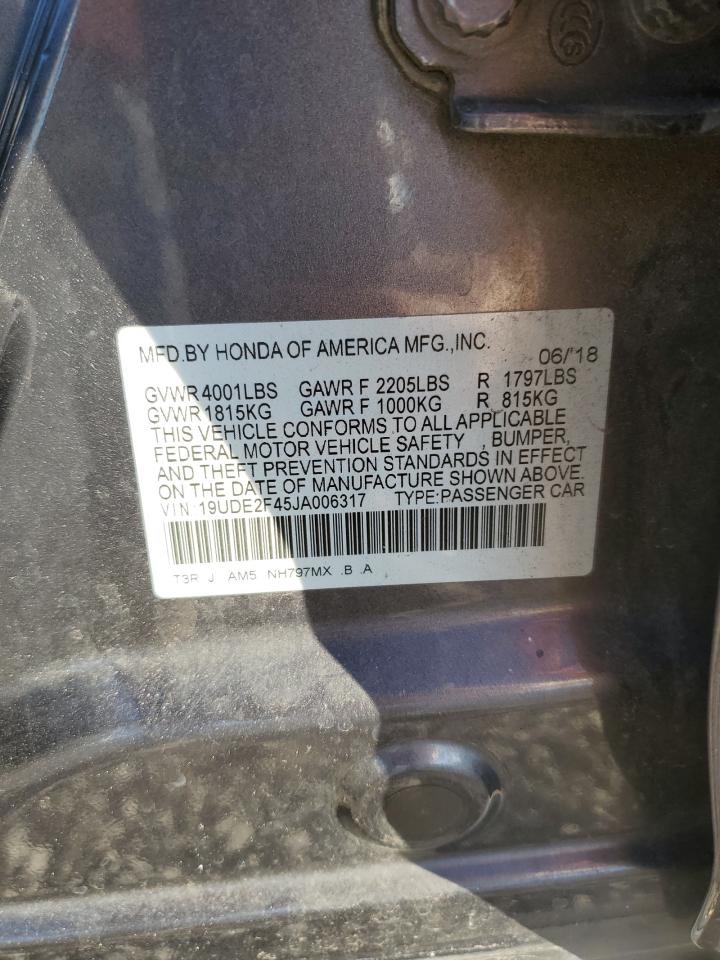 MFD.BY HONDA OF AMERICA MFG.,INC. 06/'18
GVWR 4001LBS GAWR F 2205LBS R 1797LBS
GVWR 1815KG GAWR F 1000KG R 815KG
THIS VEHICLE CONFORMS TO ALL APPLICABLE
FEDERAL MOTOR VEHICLE SAFETY , BUMPER,
AND THEFT PREVENTION STANDARDS IN EFFECT
ON THE DATE OF MANUFACTURE SHOWN ABOVE.
VIN:19UDE2F45JA006317 TYPE:PASSENGER CAR
T3R J AM5 NH797MX .B .A